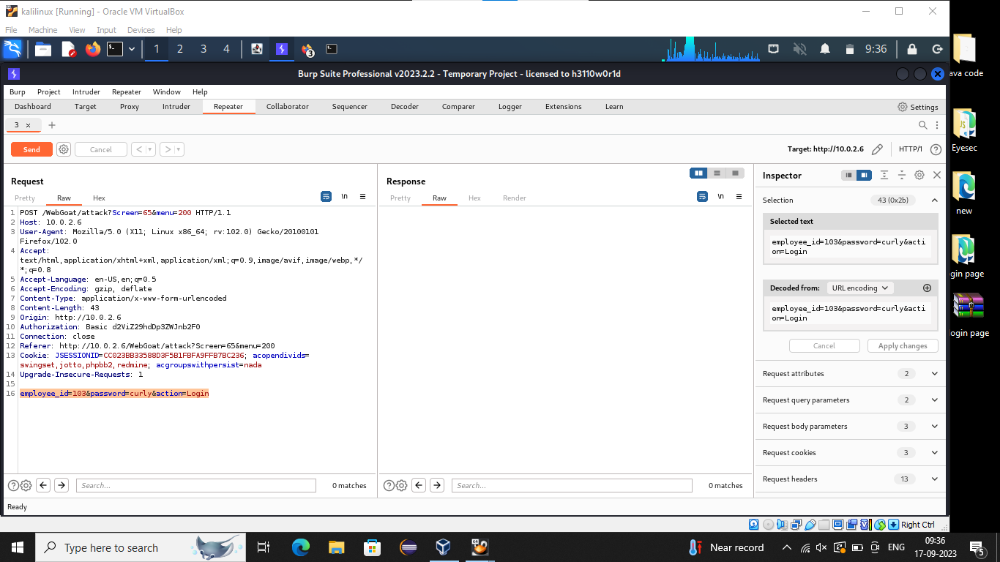 kalilinux [Running] - Oracle VM VirtualBox
File Machine View Input Devices Help
1 2 3 4
3
9:36
Burp Suite Professional v2023.2.2 - Temporary Project - licensed to h3110w0r1d
Burp Project Intruder Repeater Window Help
Dashboard Target Proxy Intruder Repeater Collaborator Sequencer Decoder Comparer Logger Extensions Learn Settings
3 × +
Send Cancel < > Target: http://10.0.2.6 HTTP/1 ?
Request
Pretty Raw Hex \n
1 POST /WebGoat/attack?Screen=65&menu=200 HTTP/1.1
2 Host: 10.0.2.6
3 User-Agent: Mozilla/5.0 (X11; Linux x86_64; rv:102.0) Gecko/20100101
Firefox/102.0
4 Accept:
text/html,application/xhtml+xml,application/xml;q=0.9,image/avif,image/webp,*/
*;q=0.8
5 Accept-Language: en-US,en;q=0.5
6 Accept-Encoding: gzip, deflate
7 Content-Type: application/x-www-form-urlencoded
8 Content-Length: 43
9 Origin: http://10.0.2.6
10 Authorization: Basic d2ViZ29hdDp3ZWJnb2F0
11 Connection: close
12 Referer: http://10.0.2.6/WebGoat/attack?Screen=65&menu=200
13 Cookie: JSESSIONID=CC023BB33588D3F5B1FBFA9FFB7BC236; acopendivids=
swingset,jotto,phpbb2,redmine; acgroupswithpersist=nada
14 Upgrade-Insecure-Requests: 1
15
16 employee_id=103&password=curly&action=Login
? Search... 0 matches
Response
Pretty Raw Hex Render \n
? Search... 0 matches
Inspector
Selection 43 (0x2b)
Selected text
employee_id=103&password=curly&acti
on=Login
Decoded from: URL encoding
employee_id=103&password=curly&acti
on=Login
Cancel Apply changes
Request attributes 2
Request query parameters 2
Request body parameters 3
Request cookies 3
Request headers 13
Ready
Right Ctrl
ava code
Eyesec
new
gin page
ogin page
Type here to search
Near record
ENG
09:36
17-09-2023
5